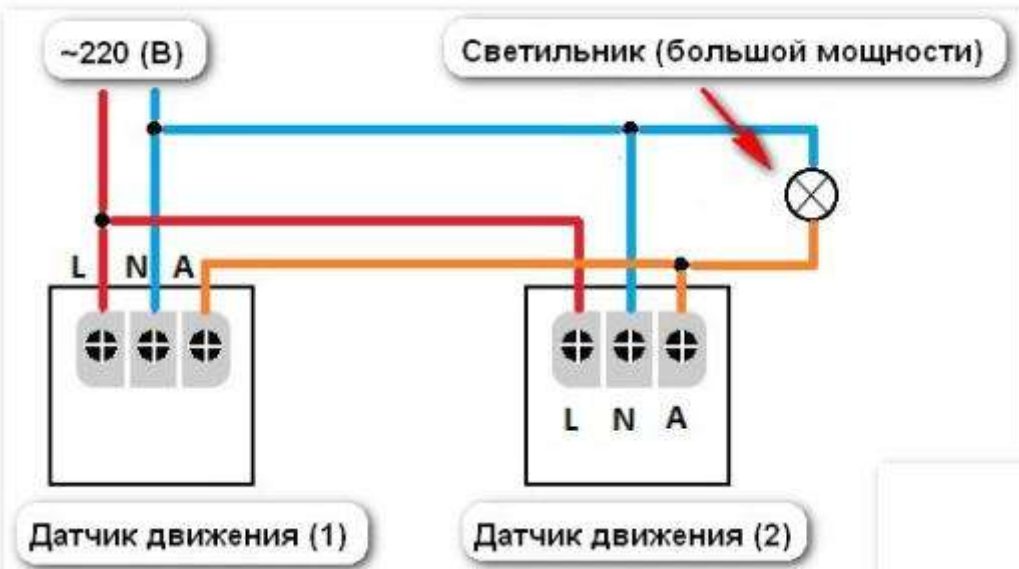 ~220 (В)
Светильник (большой мощности)
L N A
L N A
Датчик движения (1)
Датчик движения (2)